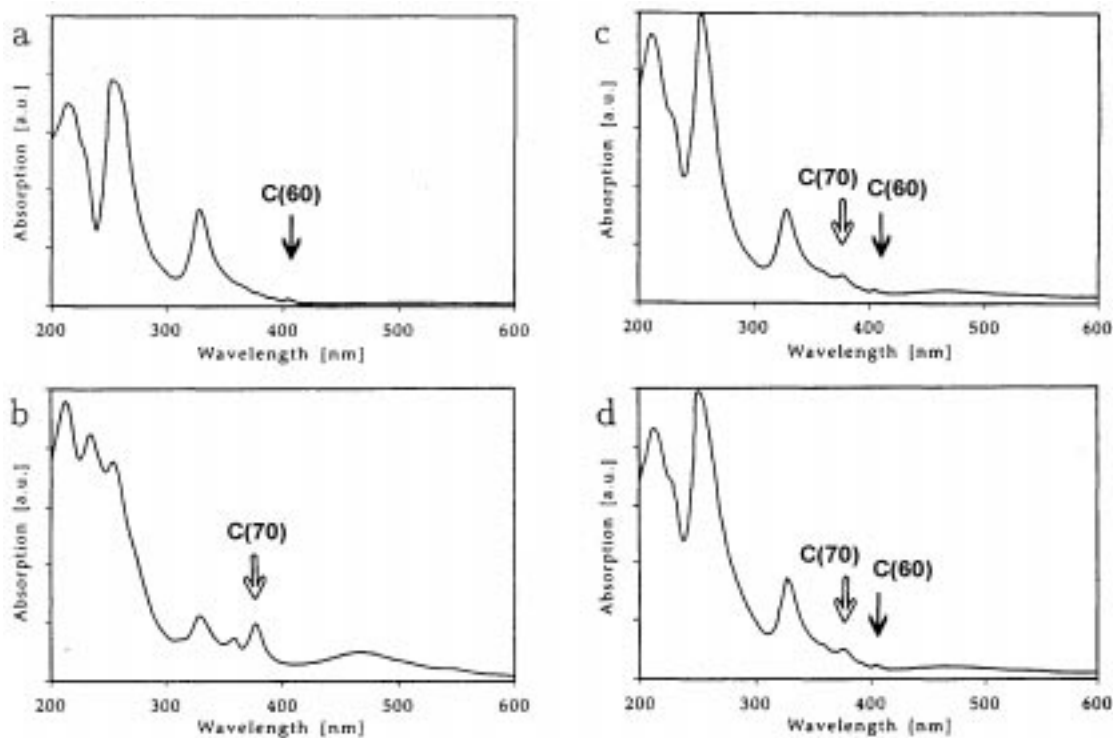 a
Absorption [a.u.]
C(60)
200 300 400 500 600
Wavelength [nm]
b
Absorption [a.u.]
C(70)
200 300 400 500 600
Wavelength [nm]
c
Absorption [a.u.]
C(70) C(60)
200 300 400 500 600
Wavelength [nm]
d
Absorption [a.u.]
C(70) C(60)
200 300 400 500 600
Wavelength [nm]